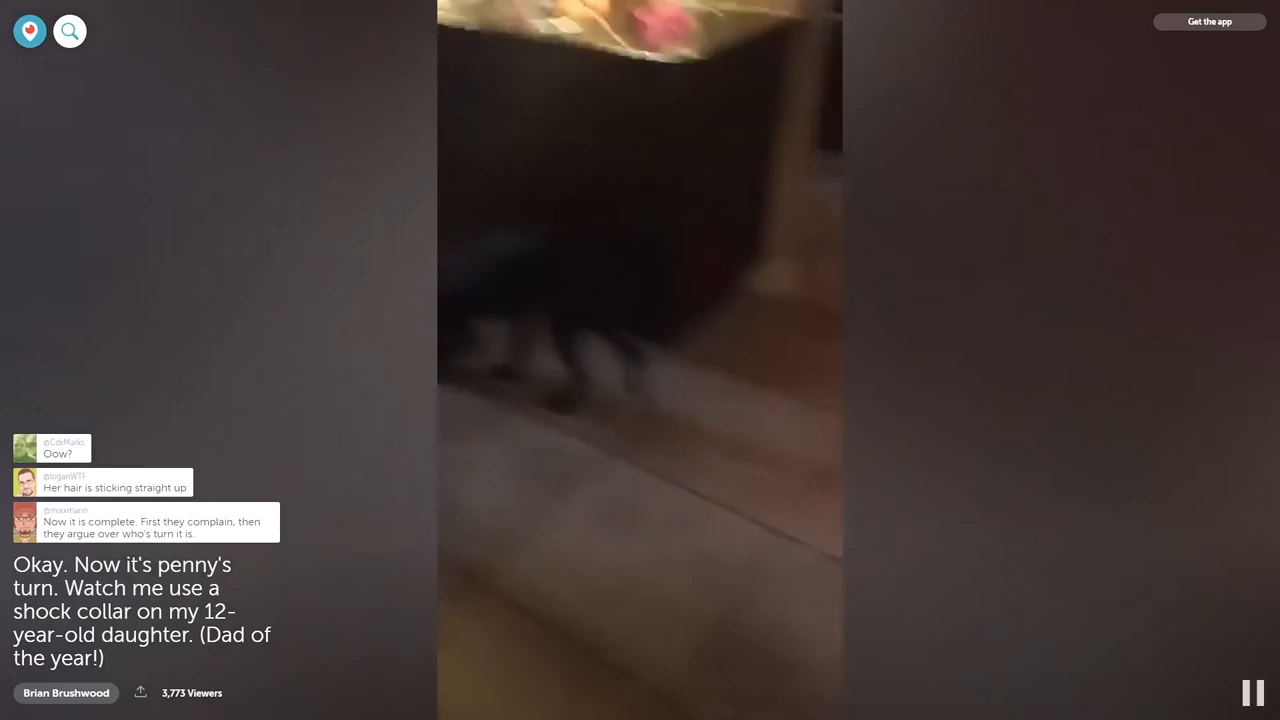 Get the app
@CdrMarks
Oow?
@loganWTF
Her hair is sticking straight up
@mixxmann
Now it is complete. First they complain, then
they argue over who's turn it is.
Okay. Now it's penny's
turn. Watch me use a
shock collar on my 12-
year-old daughter. (Dad of
the year!)
Brian Brushwood
3,773 Viewers